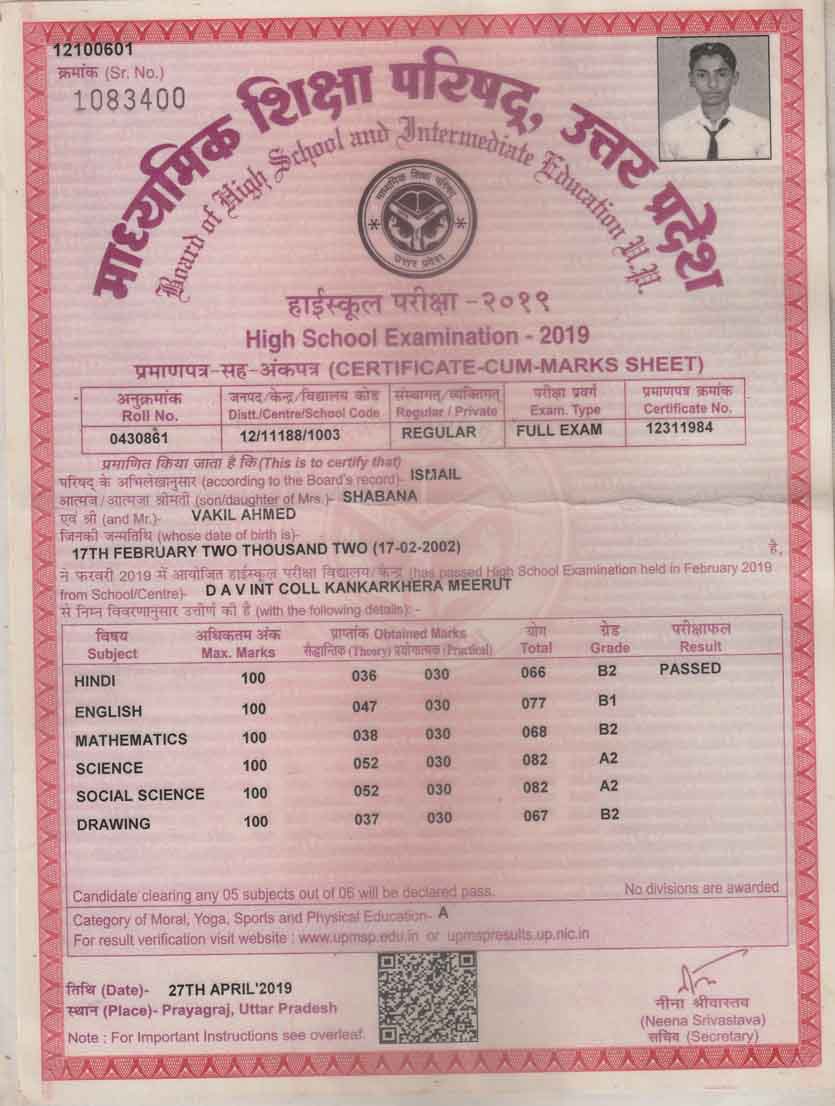 12100601
क्रमांक (Sr. No.)
1083400
माध्यमिक शिक्षा परिषद्, उत्तर प्रदेश
Board of High School and Intermediate Education U.P.
माध्यमिक शिक्षा परिषद्
उत्तर प्रदेश
हाईस्कूल परीक्षा -२०१९
High School Examination - 2019
प्रमाणपत्र-सह-अंकपत्र (CERTIFICATE-CUM-MARKS SHEET)
अनुक्रमांक जनपद/केन्द्र/विद्यालय कोड संस्थागत/व्यक्तिगत परीक्षा प्रवर्ग प्रमाणपत्र क्रमांक
Roll No. Distt./Centre/School Code Regular / Private Exam. Type Certificate No.
0430861 12/11188/1003 REGULAR FULL EXAM 12311984
प्रमाणित किया जाता है कि (This is to certify that)
परिषद् के अभिलेखानुसार (according to the Board's record)- ISMAIL
आत्मज/आत्मजा श्रीमती (son/daughter of Mrs.)- SHABANA
एवं श्री (and Mr.)- VAKIL AHMED
जिनकी जन्मतिथि (whose date of birth is)-
17TH FEBRUARY TWO THOUSAND TWO (17-02-2002) है,
ने फरवरी 2019 में आयोजित हाईस्कूल परीक्षा विद्यालय/केन्द्र (has passed High School Examination held in February 2019
from School/Centre)- D A V INT COLL KANKARKHERA MEERUT
से निम्न विवरणानुसार उत्तीर्ण की है (with the following details): -
विषय अधिकतम अंक प्राप्तांक Obtained Marks योग ग्रेड परीक्षाफल
Subject Max. Marks सैद्धान्तिक (Theory) प्रयोगात्मक (Practical) Total Grade Result
HINDI 100 036 030 066 B2 PASSED
ENGLISH 100 047 030 077 B1
MATHEMATICS 100 038 030 068 B2
SCIENCE 100 052 030 082 A2
SOCIAL SCIENCE 100 052 030 082 A2
DRAWING 100 037 030 067 B2
Candidate clearing any 05 subjects out of 06 will be declared pass. No divisions are awarded
Category of Moral, Yoga, Sports and Physical Education- A
For result verification visit website : www.upmsp.edu.in or upmspresults.up.nic.in
तिथि (Date)- 27TH APRIL'2019
स्थान (Place)- Prayagraj, Uttar Pradesh
Note : For Important Instructions see overleaf.
नीना श्रीवास्तव
(Neena Srivastava)
सचिव (Secretary)